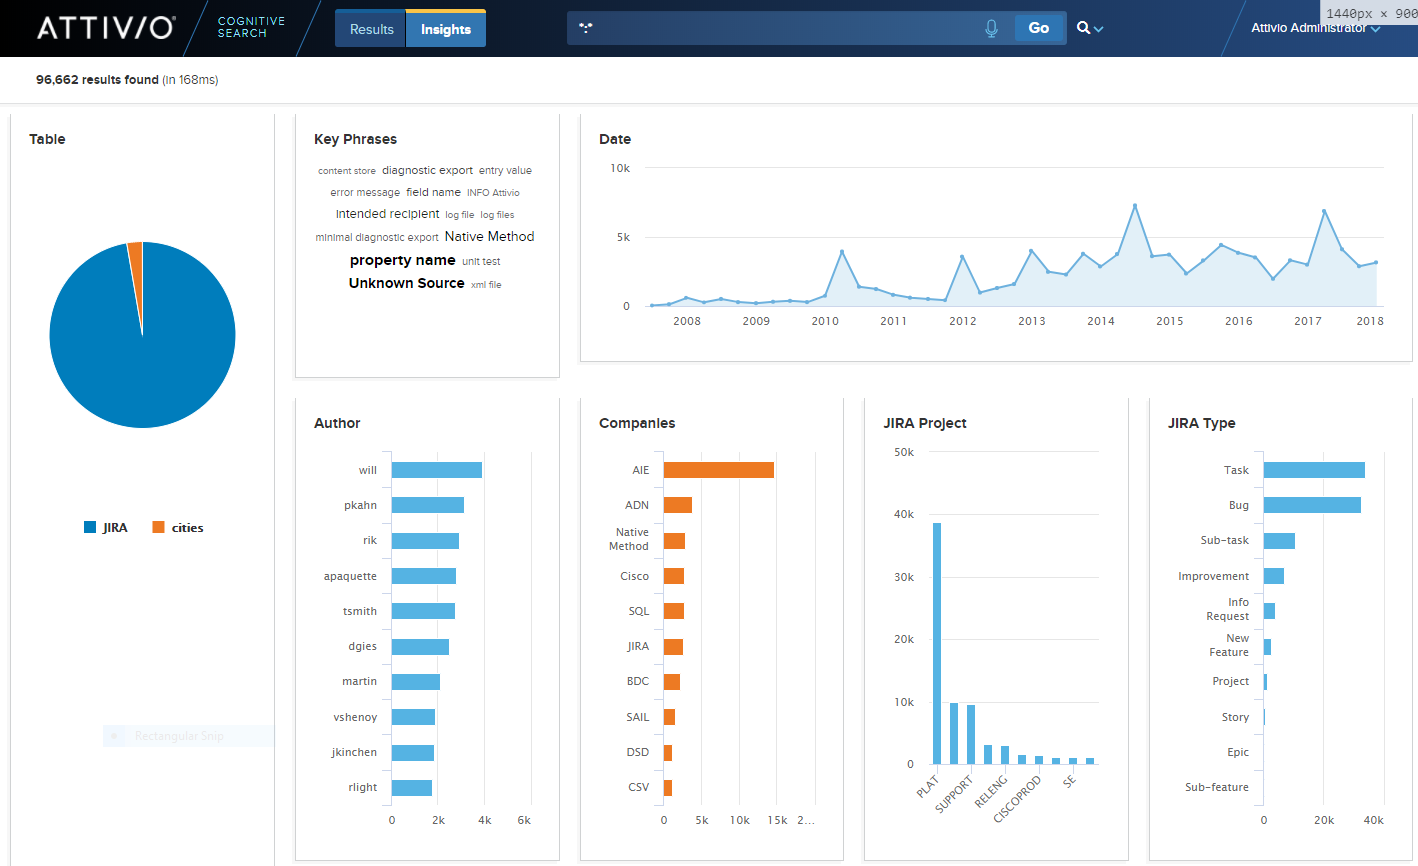 ATTIV/O®
COGNITIVE
SEARCH
Results
Insights
*:*
Go
1440px × 900
Attivio Administrator
96,662 results found (in 168ms)
Table
JIRA
cities
Rectangular Snip
Key Phrases
content store diagnostic export entry value
error message field name INFO Attivio
intended recipient log file log files
minimal diagnostic export Native Method
property name unit test
Unknown Source xml file
Date
10k
5k
0
2008 2009 2010 2011 2012 2013 2014 2015 2016 2017 2018
Author
will
pkahn
rik
apaquette
tsmith
dgies
martin
vshenoy
jkinchen
rlight
0 2k 4k 6k
Companies
AIE
ADN
Native
Method
Cisco
SQL
JIRA
BDC
SAIL
DSD
CSV
0 5k 10k 15k 2...
JIRA Project
50k
40k
30k
20k
10k
0
PLAT
SUPPORT
RELENG
CISCOPROD
SE
JIRA Type
Task
Bug
Sub-task
Improvement
Info
Request
New
Feature
Project
Story
Epic
Sub-feature
0 20k 40k